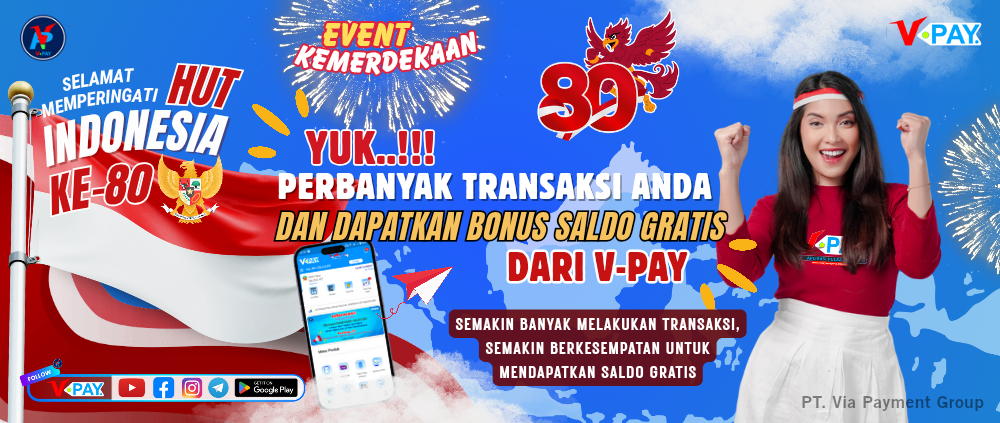 V-PAY
EVENT
KEMERDEKAAN
V-PAY
SELAMAT
MEMPERINGATI
HUT
INDONESIA
KE-80
80
YUK..!!!
PERBANYAK TRANSAKSI ANDA
DAN DAPATKAN BONUS SALDO GRATIS
DARI V-PAY
SEMAKIN BANYAK MELAKUKAN TRANSAKSI,
SEMAKIN BERKESEMPATAN UNTUK
MENDAPATKAN SALDO GRATIS
FOLLOW
V-PAY
GET IT ON
Google Play
PT. Via Payment Group